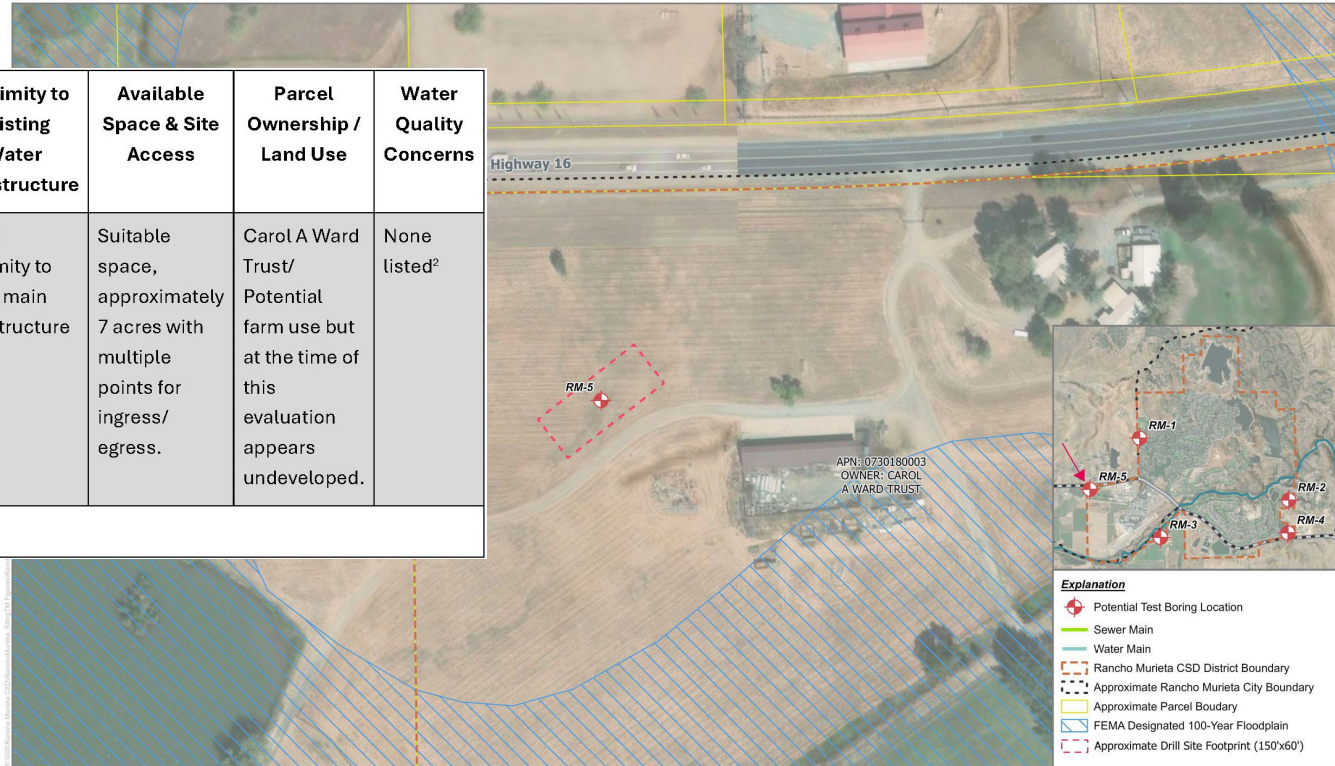 imity to
isting
ater
structure
Available
Space & Site
Access
Parcel
Ownership /
Land Use
Water
Quality
Concerns
mity to
main
tructure
Suitable
space,
approximately
7 acres with
multiple
points for
ingress/
egress.
Carol A Ward
Trust/
Potential
farm use but
at the time of
this
evaluation
appears
undeveloped.
None
listed²
Highway 16
RM-5
APN: 0730180003
OWNER: CAROL
A WARD TRUST
RM-1
RM-5
RM-2
RM-3
RM-4
Explanation
Potential Test Boring Location
Sewer Main
Water Main
Rancho Murieta CSD District Boundary
Approximate Rancho Murieta City Boundary
Approximate Parcel Boudary
FEMA Designated 100-Year Floodplain
Approximate Drill Site Footprint (150'x60')